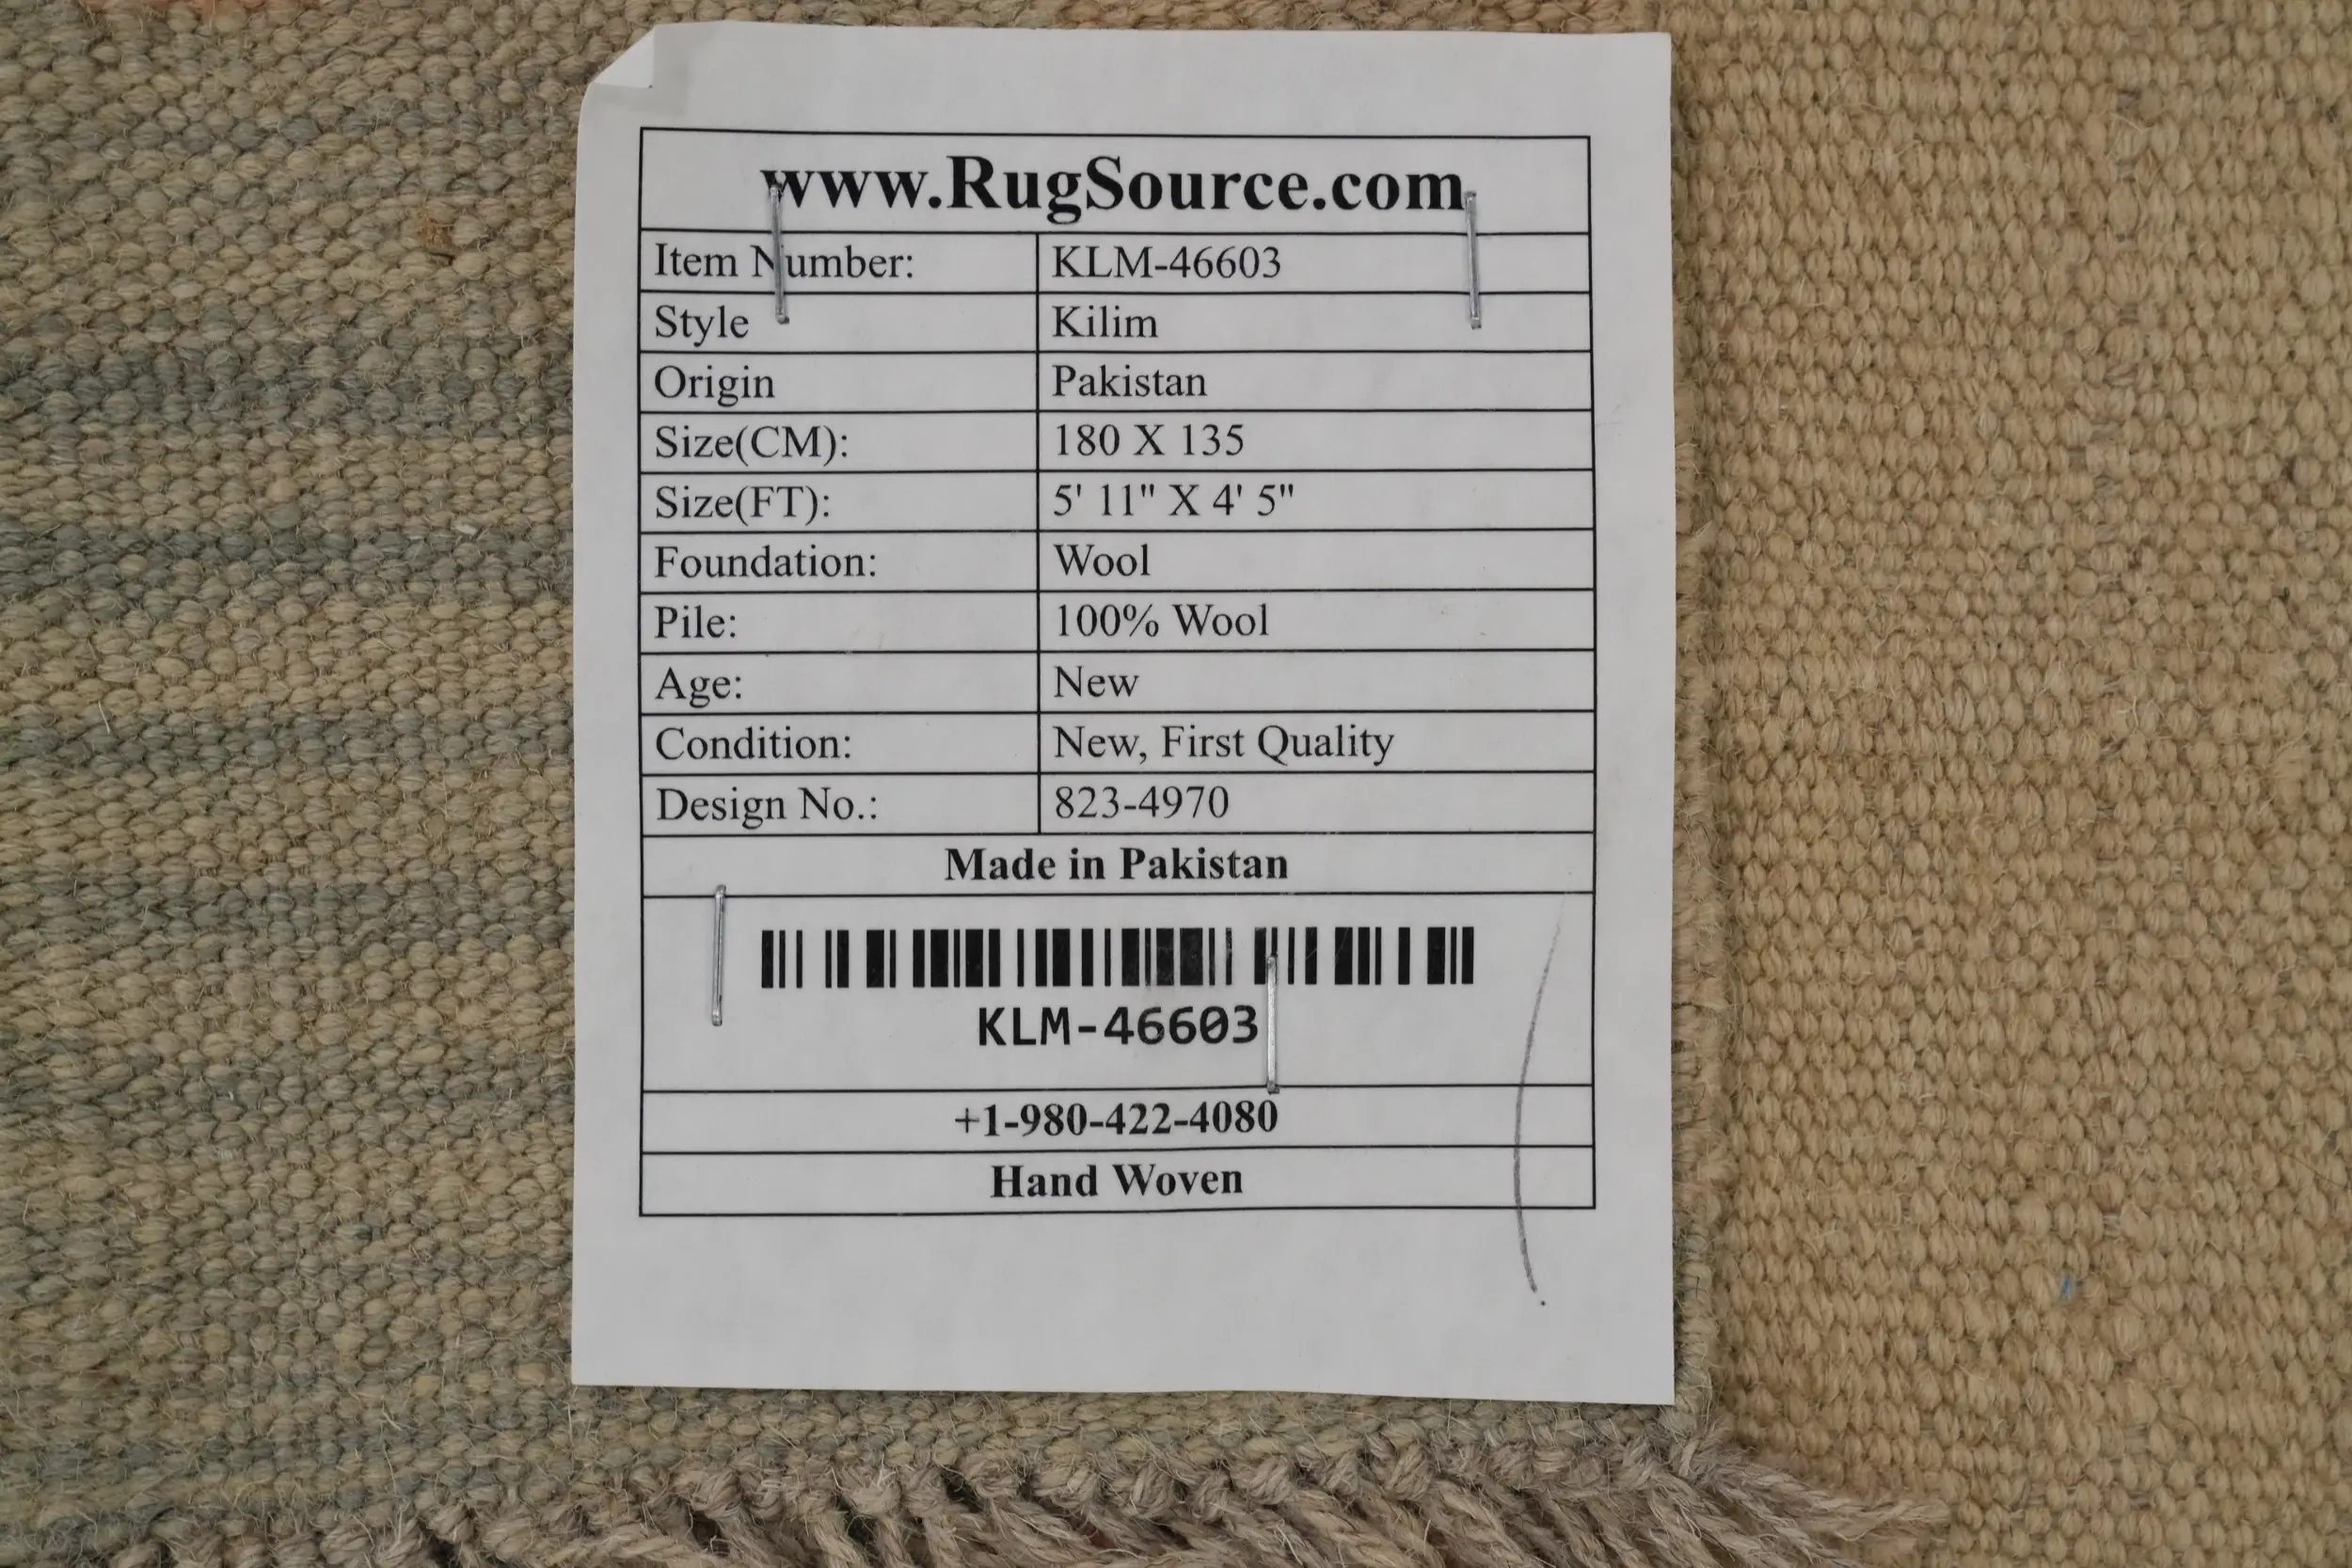 www.RugSource.com
Item Number: KLM-46603
Style Kilim
Origin Pakistan
Size(CM): 180 X 135
Size(FT): 5' 11" X 4' 5"
Foundation: Wool
Pile: 100% Wool
Age: New
Condition: New, First Quality
Design No.: 823-4970
Made in Pakistan
KLM-46603
+1-980-422-4080
Hand Woven